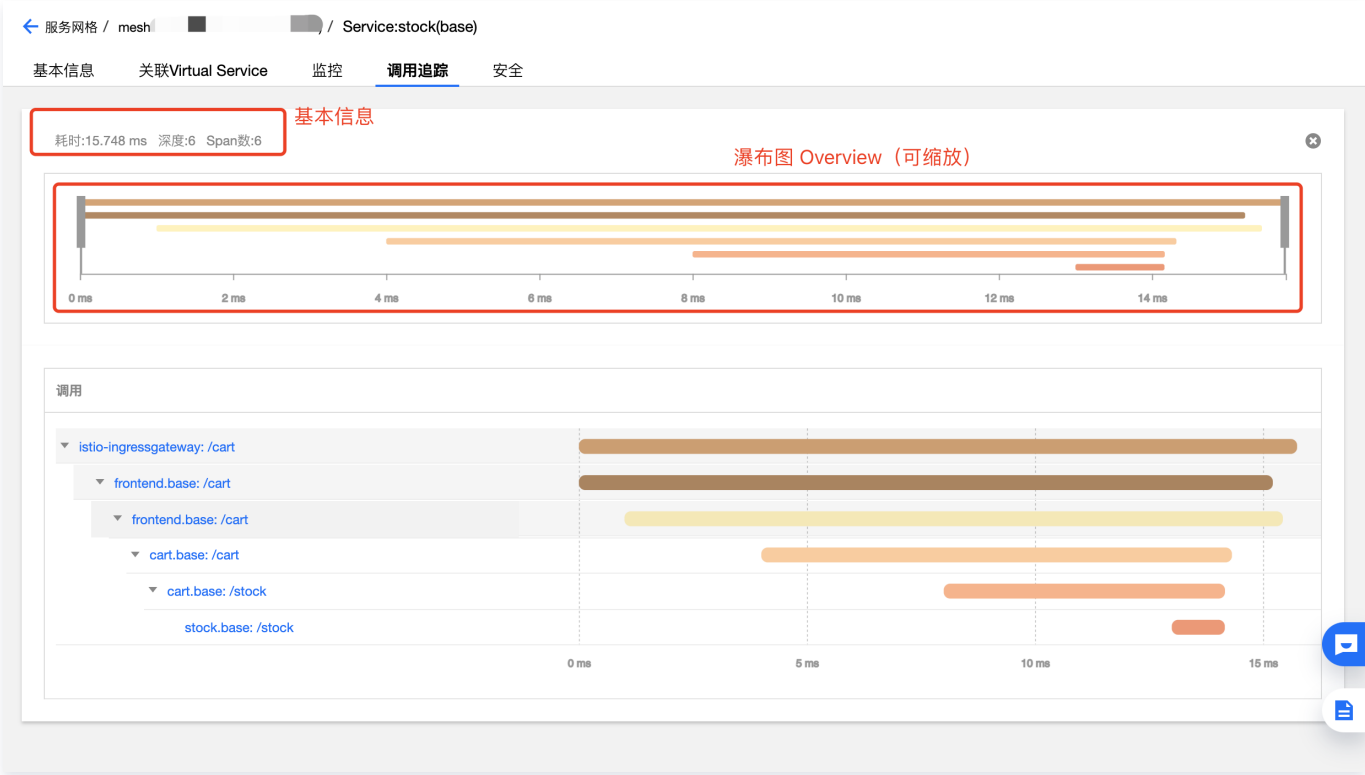 服务网格 / mesh ) / Service:stock(base)
基本信息 关联Virtual Service 监控 调用追踪 安全
基本信息
耗时:15.748 ms 深度:6 Span数:6
瀑布图 Overview（可缩放）
0 ms 2 ms 4 ms 6 ms 8 ms 10 ms 12 ms 14 ms
调用
istio-ingressgateway: /cart
frontend.base: /cart
frontend.base: /cart
cart.base: /cart
cart.base: /stock
stock.base: /stock
0 ms 5 ms 10 ms 15 ms